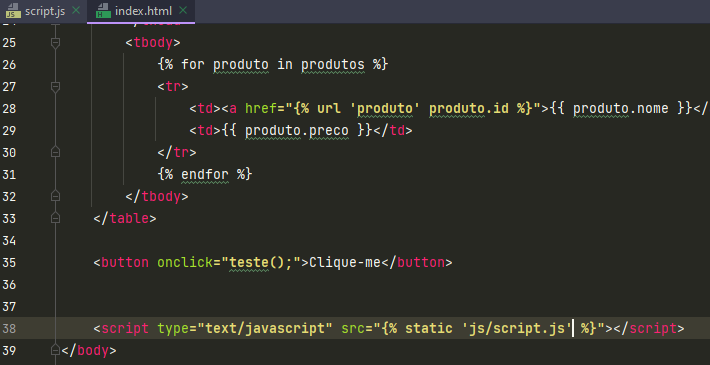 script.js index.html
25 <tbody>
26 {% for produto in produtos %}
27 <tr>
28 <td><a href="{% url 'produto' produto.id %}">{{ produto.nome }}</
29 <td>{{ produto.preco }}</td>
30 </tr>
31 {% endfor %}
32 </tbody>
33 </table>
34
35 <button onclick="teste();">Clique-me</button>
36
37
38 <script type="text/javascript" src="{% static 'js/script.js' %}"></script>
39 </body>